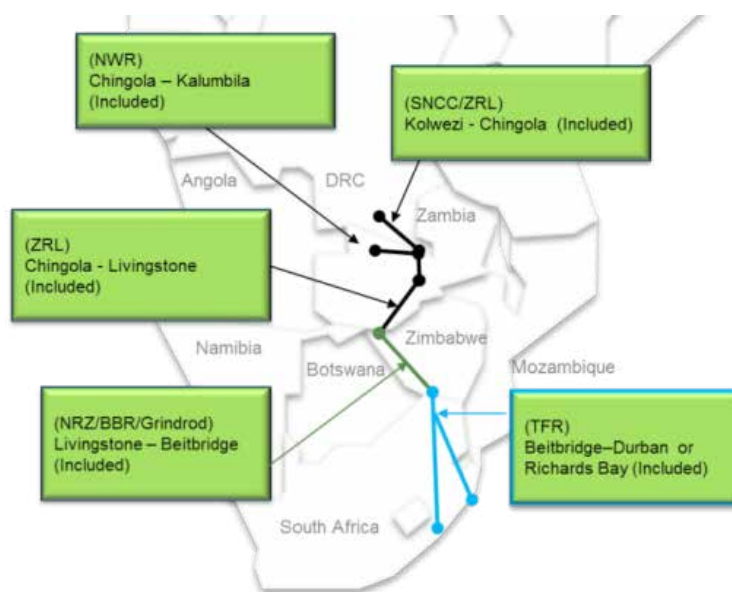 (NWR)
Chingola – Kalumbila
(Included)
(SNCC/ZRL)
Kolwezi - Chingola (Included)
Angola
DRC
Zambia
(ZRL)
Chingola - Livingstone
(Included)
Namibia
Botswana
Zimbabwe
Mozambique
(NRZ/BBR/Grindrod)
Livingstone – Beitbridge
(Included)
(TFR)
Beitbridge–Durban or
Richards Bay (Included)
South Africa